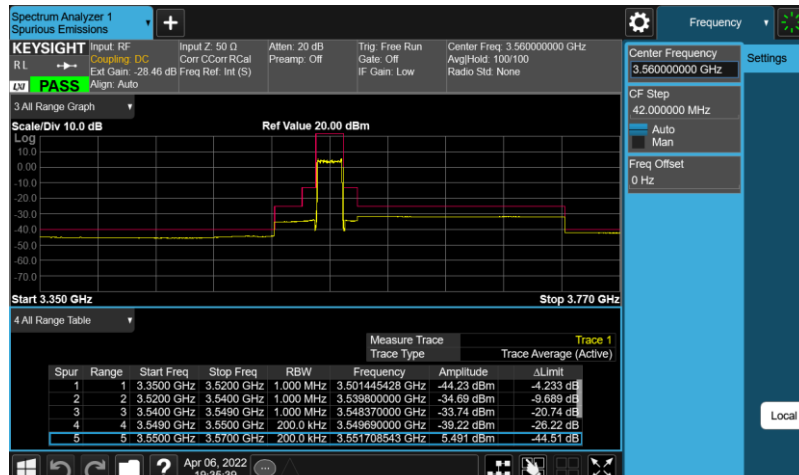 Spectrum Analyzer 1
Spurious Emissions
Frequency
KEYSIGHT
RL
LXI
PASS
Input: RF
Coupling: DC
Ext Gain: -28.46 dB
Align: Auto
Input Z: 50 Ω
Corr CCorr RCal
Freq Ref: Int (S)
Atten: 20 dB
Preamp: Off
Trig: Free Run
Gate: Off
IF Gain: Low
Center Freq: 3.560000000 GHz
Avg|Hold: 100/100
Radio Std: None
Center Frequency
3.560000000 GHz
Settings
CF Step
42.000000 MHz
Auto
Man
Freq Offset
0 Hz
Local
3 All Range Graph
Scale/Div 10.0 dB
Ref Value 20.00 dBm
Log
10.0
0.00
-10.0
-20.0
-30.0
-40.0
-50.0
-60.0
-70.0
Start 3.350 GHz
Stop 3.770 GHz
4 All Range Table
Measure Trace Trace 1
Trace Type Trace Average (Active)
Spur Range Start Freq Stop Freq RBW Frequency Amplitude ΔLimit
1 1 3.3500 GHz 3.5200 GHz 1.000 MHz 3.501445428 GHz -44.23 dBm -4.233 dB
2 2 3.5200 GHz 3.5400 GHz 1.000 MHz 3.539800000 GHz -34.69 dBm -9.689 dB
3 3 3.5400 GHz 3.5490 GHz 1.000 MHz 3.548370000 GHz -33.74 dBm -20.74 dB
4 4 3.5490 GHz 3.5500 GHz 200.0 kHz 3.549690000 GHz -39.22 dBm -26.22 dB
5 5 3.5500 GHz 3.5700 GHz 200.0 kHz 3.551708543 GHz 5.491 dBm -44.51 dB
Apr 06, 2022
19:35:39